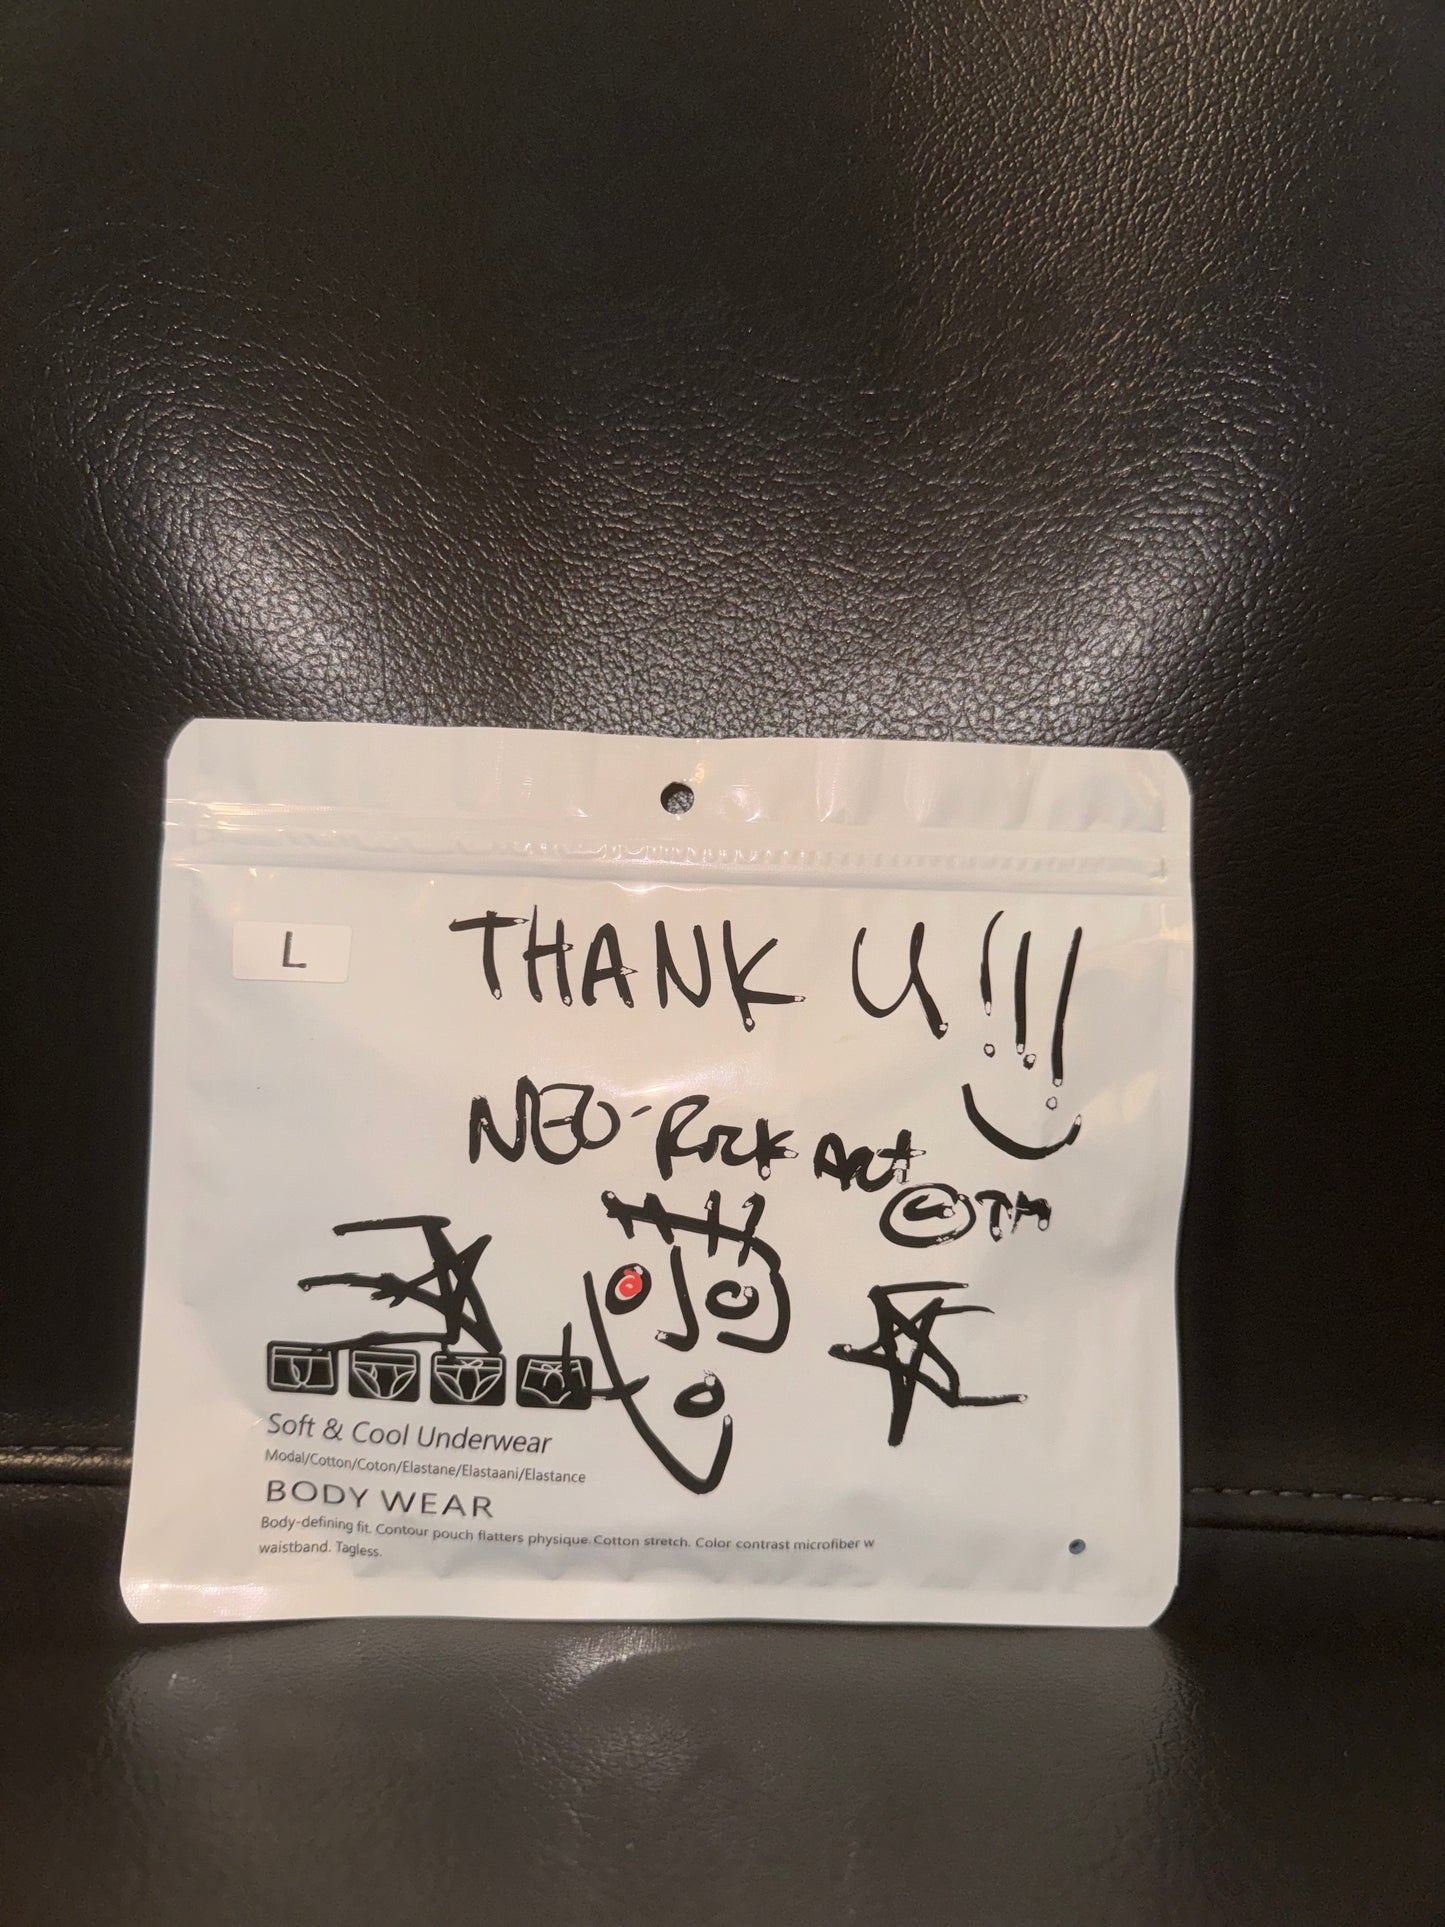 L
THANK U!!!
NEO-ROCK Art
© TM
Soft & Cool Underwear
Modal/Cotton/Coton/Elastane/Elastaani/Elastance
BODY WEAR
Body-defining fit. Contour pouch flatters physique. Cotton stretch. Color contrast microfiber w
waistband. Tagless.